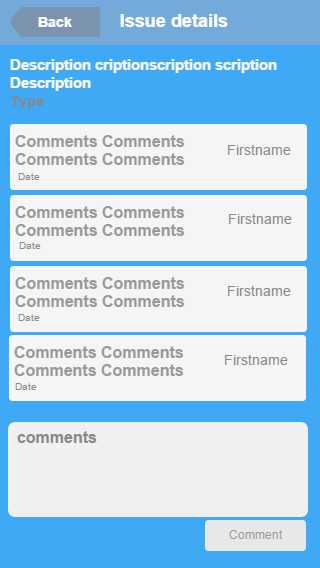 Back
Issue details
Description criptionscription scription
Description
Type
Comments Comments
Comments Comments
Firstname
Date
Comments Comments
Comments Comments
Firstname
Date
Comments Comments
Comments Comments
Firstname
Date
Comments Comments
Comments Comments
Firstname
Date
comments
Comment